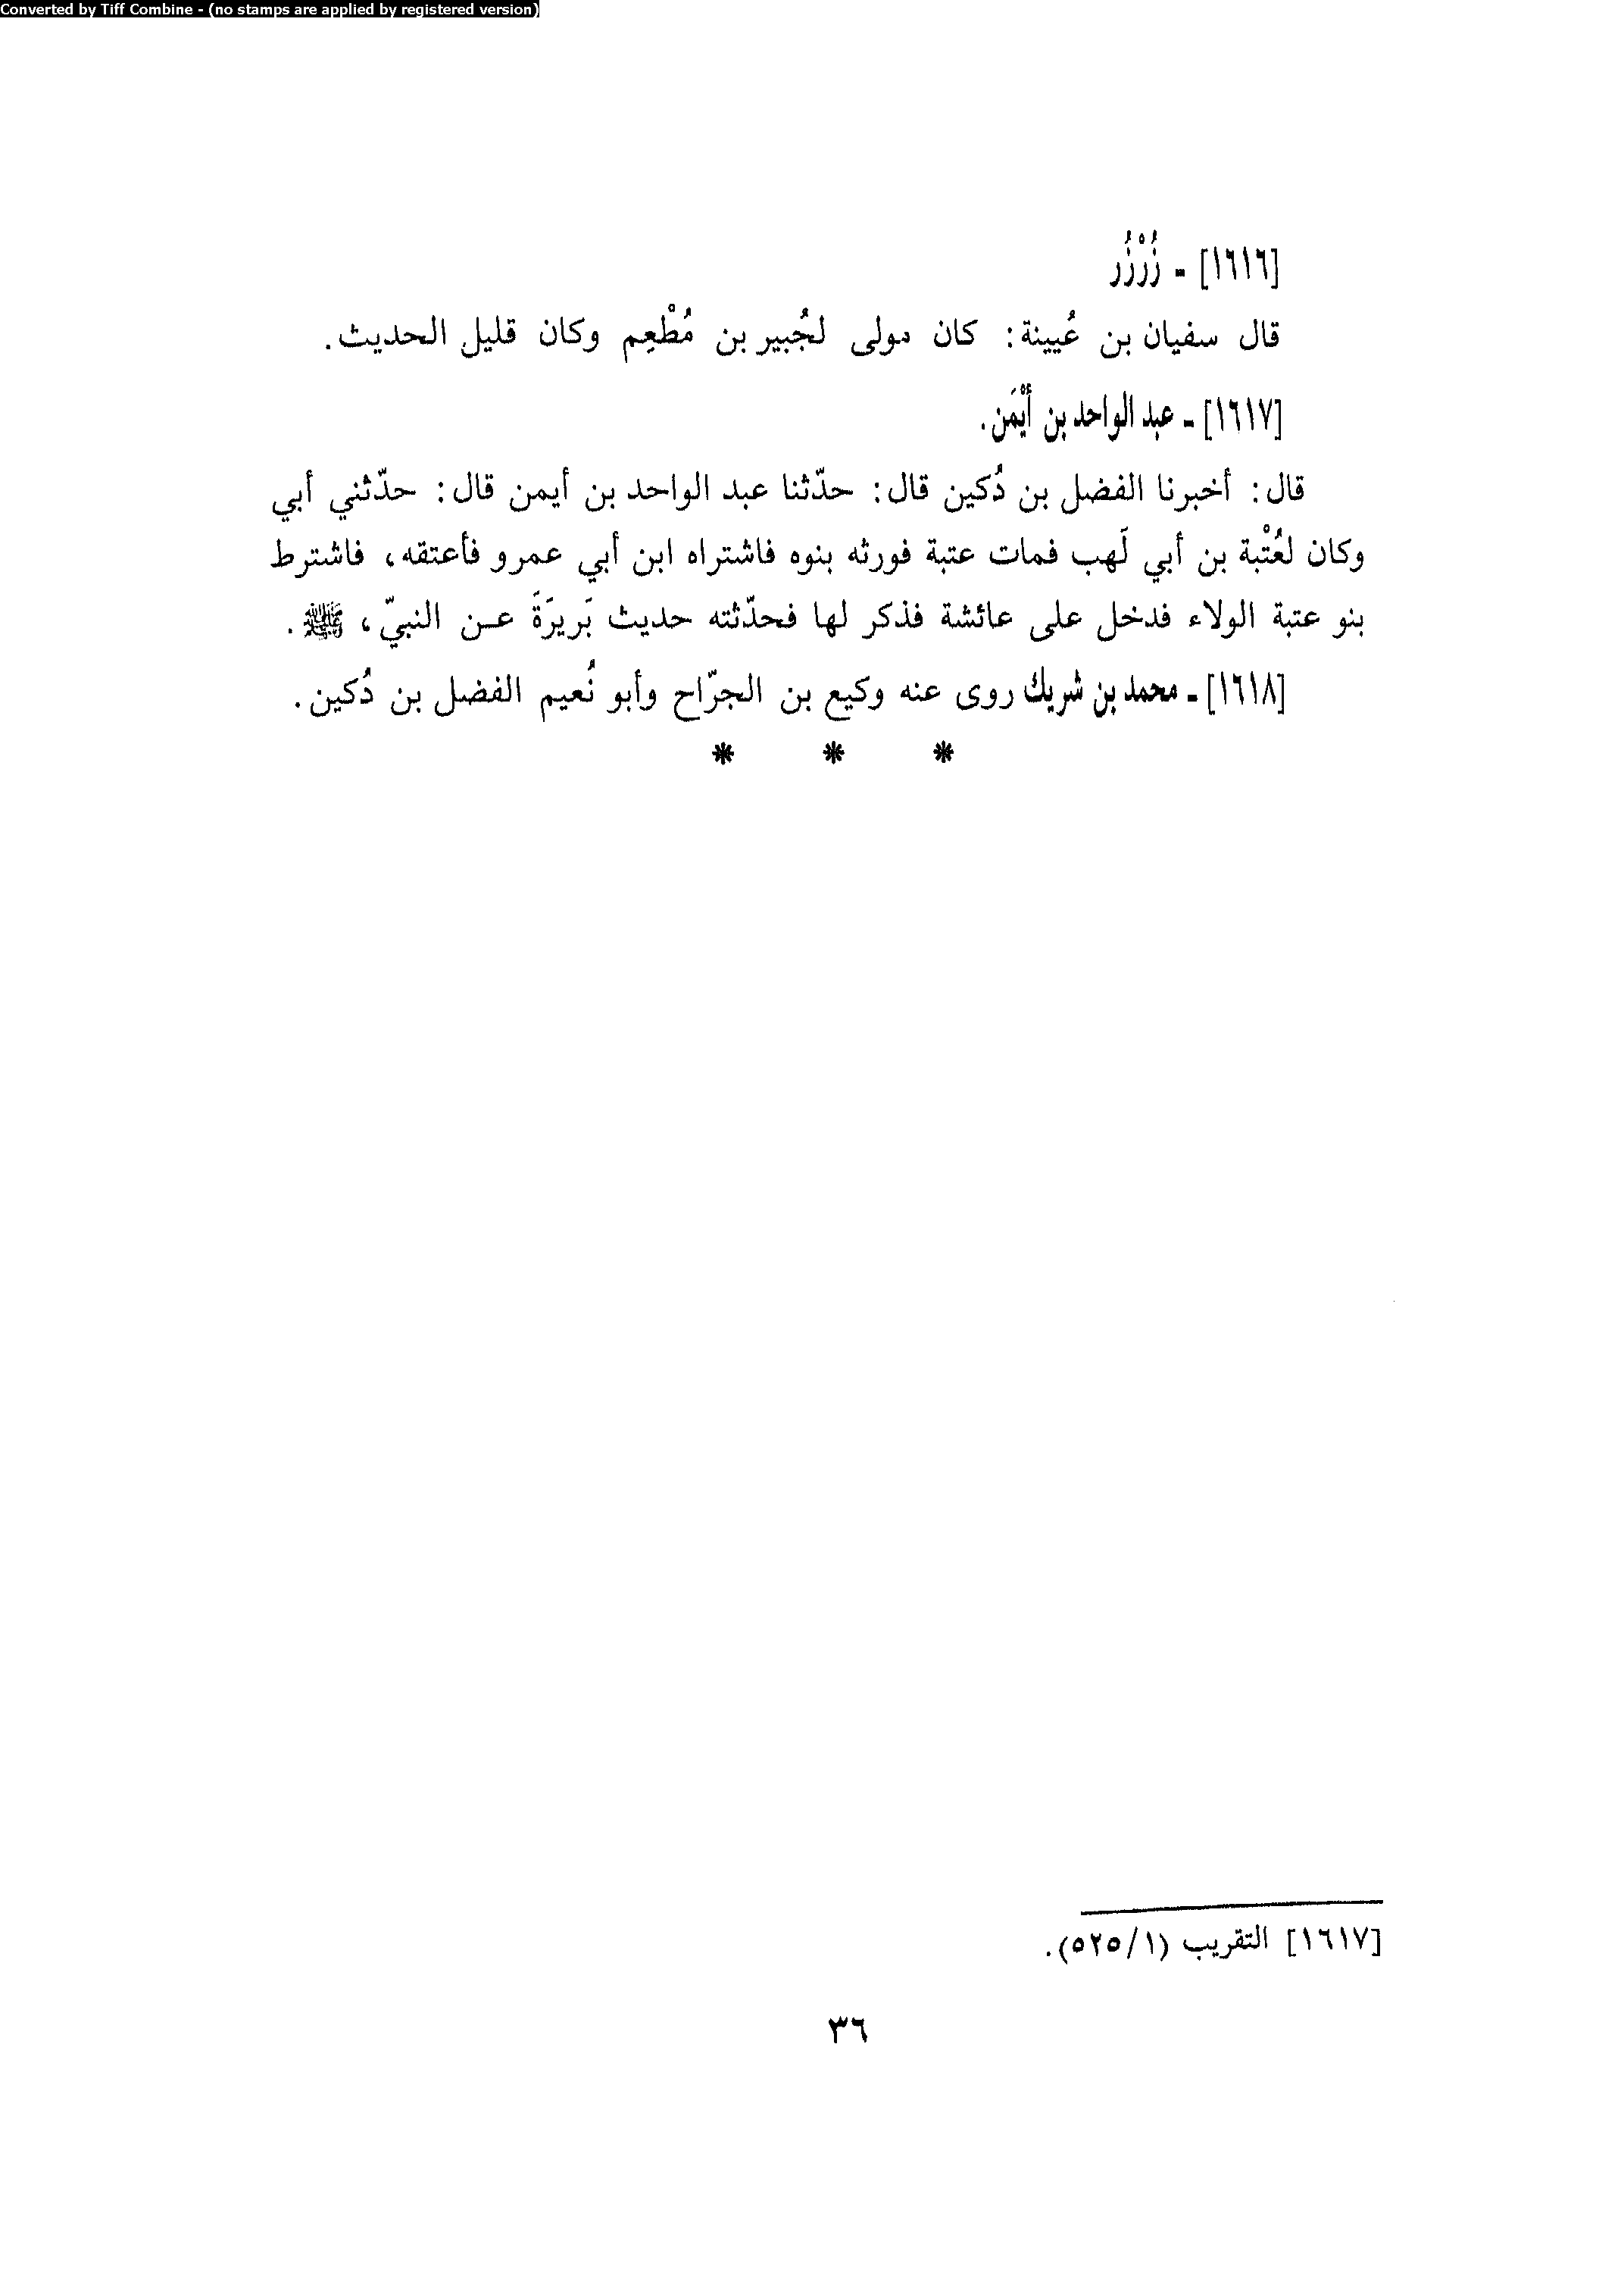 Converted by Tiff Combine - (no stamps are applied by registered version)
[١٦١٦] - زُرْزُر
قال سفيان بن عُيينة: كان مولى لجُبير بن مُطْعِم وكان قليل الحديث.
[١٦١٧] - عبد الواحد بن أيْمَن.
قال: أخبرنا الفضل بن دُكين قال: حدّثنا عبد الواحد بن أيمن قال: حدّثني أبي
وكان لعُتْبة بن أبي لَهب فمات عتبة فورثه بنوه فاشتراه ابن أبي عمرو فأعتقه، فاشترط
بنو عتبة الولاء فدخل على عائشة فذكر لها فحدّثته حديث بَريرَةَ عن النبيّ، ﷺ.
[١٦١٨] - محمد بن شريك روى عنه وكيع بن الجرّاح وأبو نُعيم الفضل بن دُكين.
* * *
[١٦١٧] التقريب (١/٥٢٥).
٣٦